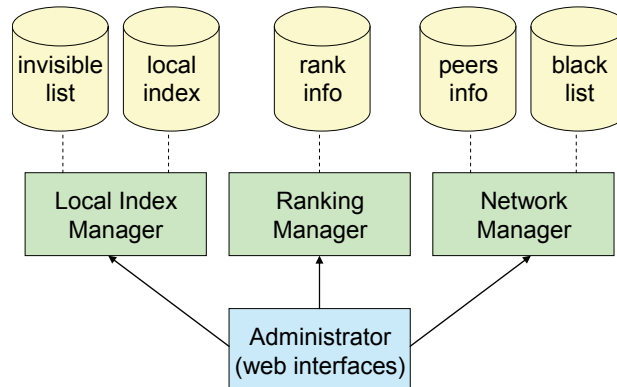 invisible
list
local
index
rank
info
peers
info
black
list
Local Index
Manager
Ranking
Manager
Network
Manager
Administrator
(web interfaces)